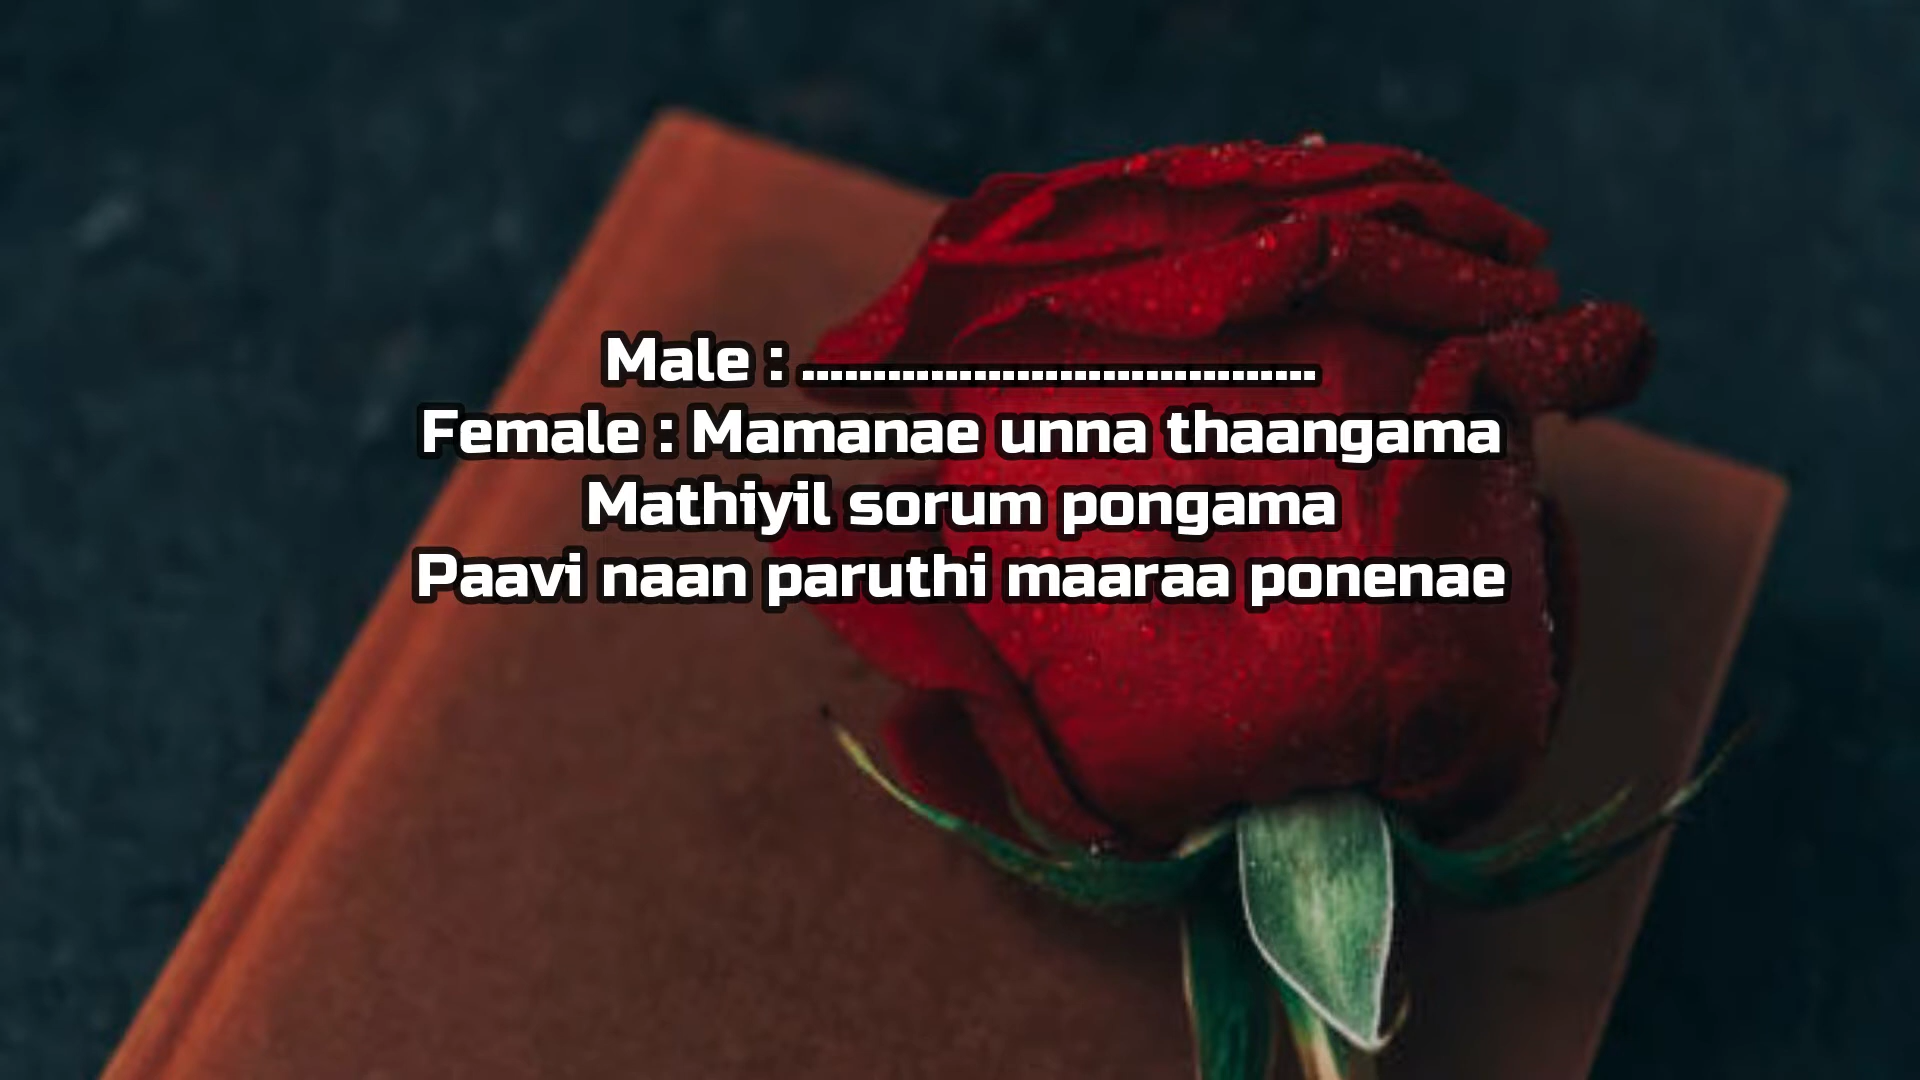 Male : ....................................
Female : Mamanae unna thaangama
Mathiyil sorum pongama
Paavi naan paruthi maaraa ponenae